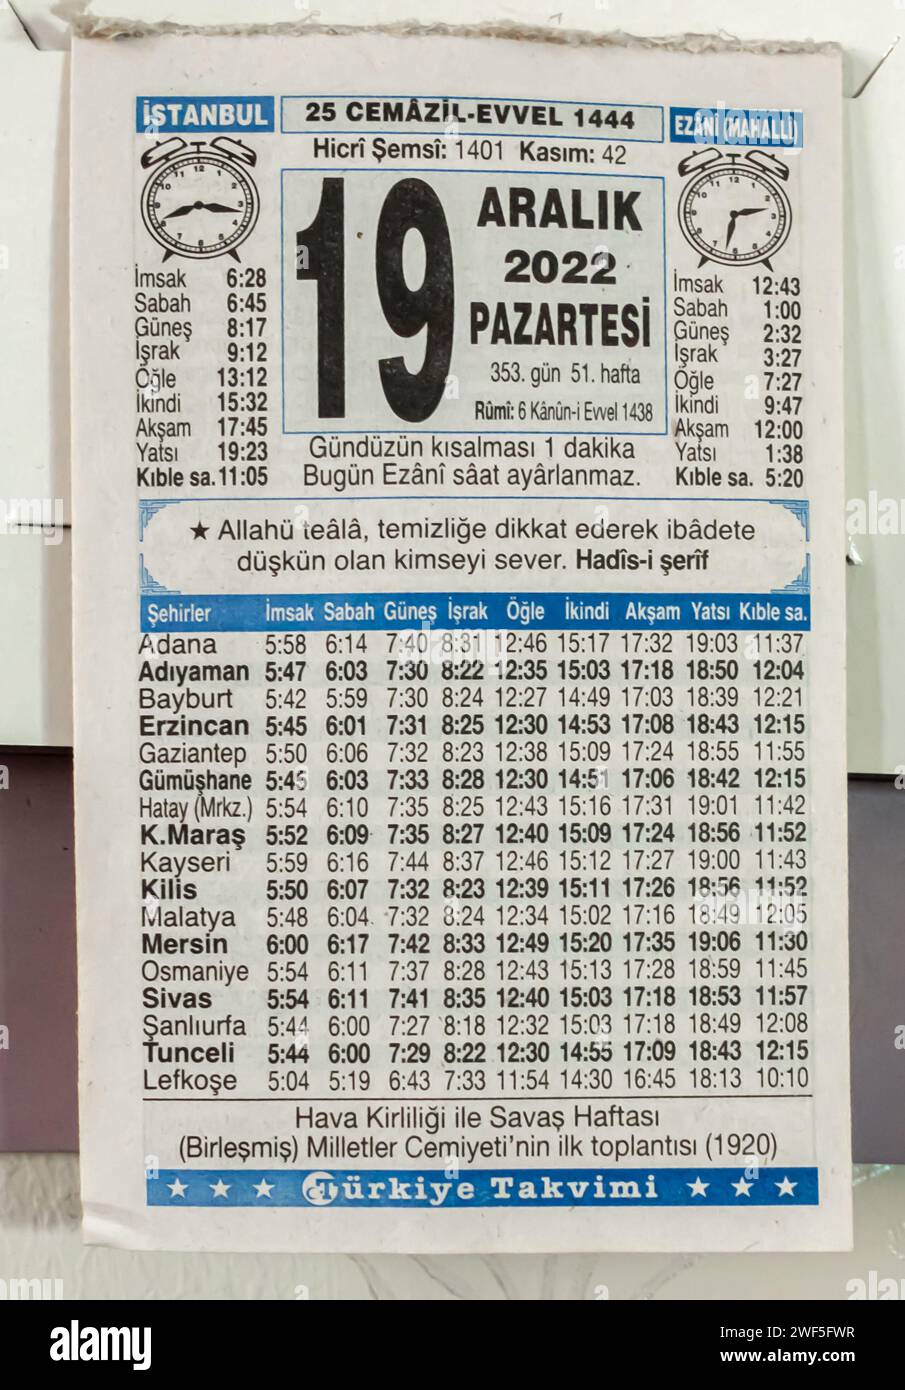 İSTANBUL
25 CEMÂZİL-EVVEL 1444
EZÂNÎ (MAHALLÎ)
Hicrî Şemsî: 1401 Kasım: 42
19
ARALIK
2022
PAZARTESİ
353. gün 51. hafta
Rûmî: 6 Kânûn-i Evvel 1438
İmsak 6:28
Sabah 6:45
Güneş 8:17
İşrak 9:12
Öğle 13:12
İkindi 15:32
Akşam 17:45
Yatsı 19:23
Kıble sa. 11:05
İmsak 12:43
Sabah 1:00
Güneş 2:32
İşrak 3:27
Öğle 7:27
İkindi 9:47
Akşam 12:00
Yatsı 1:38
Kıble sa. 5:20
Gündüzün kısalması 1 dakika
Bugün Ezânî sâat ayârlanmaz.
★ Allahü teâlâ, temizliğe dikkat ederek ibâdete
düşkün olan kimseyi sever. Hadîs-i şerîf
Şehirler İmsak Sabah Güneş İşrak Öğle İkindi Akşam Yatsı Kıble sa.
Adana 5:58 6:14 7:40 8:31 12:46 15:17 17:32 19:03 11:37
Adıyaman 5:47 6:03 7:30 8:22 12:35 15:03 17:18 18:50 12:04
Bayburt 5:42 5:59 7:30 8:24 12:27 14:49 17:03 18:39 12:21
Erzincan 5:45 6:01 7:31 8:25 12:30 14:53 17:08 18:43 12:15
Gaziantep 5:50 6:06 7:32 8:23 12:38 15:09 17:24 18:55 11:55
Gümüşhane 5:45 6:03 7:33 8:28 12:30 14:51 17:06 18:42 12:15
Hatay (Mrkz.) 5:54 6:10 7:35 8:25 12:43 15:16 17:31 19:01 11:42
K.Maraş 5:52 6:09 7:35 8:27 12:40 15:09 17:24 18:56 11:52
Kayseri 5:59 6:16 7:44 8:37 12:46 15:12 17:27 19:00 11:43
Kilis 5:50 6:07 7:32 8:23 12:39 15:11 17:26 18:56 11:52
Malatya 5:48 6:04 7:32 8:24 12:34 15:02 17:16 18:49 12:05
Mersin 6:00 6:17 7:42 8:33 12:49 15:20 17:35 19:06 11:30
Osmaniye 5:54 6:11 7:37 8:28 12:43 15:13 17:28 18:59 11:45
Sivas 5:54 6:11 7:41 8:35 12:40 15:03 17:18 18:53 11:57
Şanlıurfa 5:44 6:00 7:27 8:18 12:32 15:03 17:18 18:49 12:08
Tunceli 5:44 6:00 7:29 8:22 12:30 14:55 17:09 18:43 12:15
Lefkoşe 5:04 5:19 6:43 7:33 11:54 14:30 16:45 18:13 10:10
Hava Kirliliği ile Savaş Haftası
(Birleşmiş) Milletler Cemiyeti'nin ilk toplantısı (1920)
★ ★ ★ Türkiye Takvimi ★ ★ ★
alamy
Image ID: 2WF5FWR
www.alamy.com